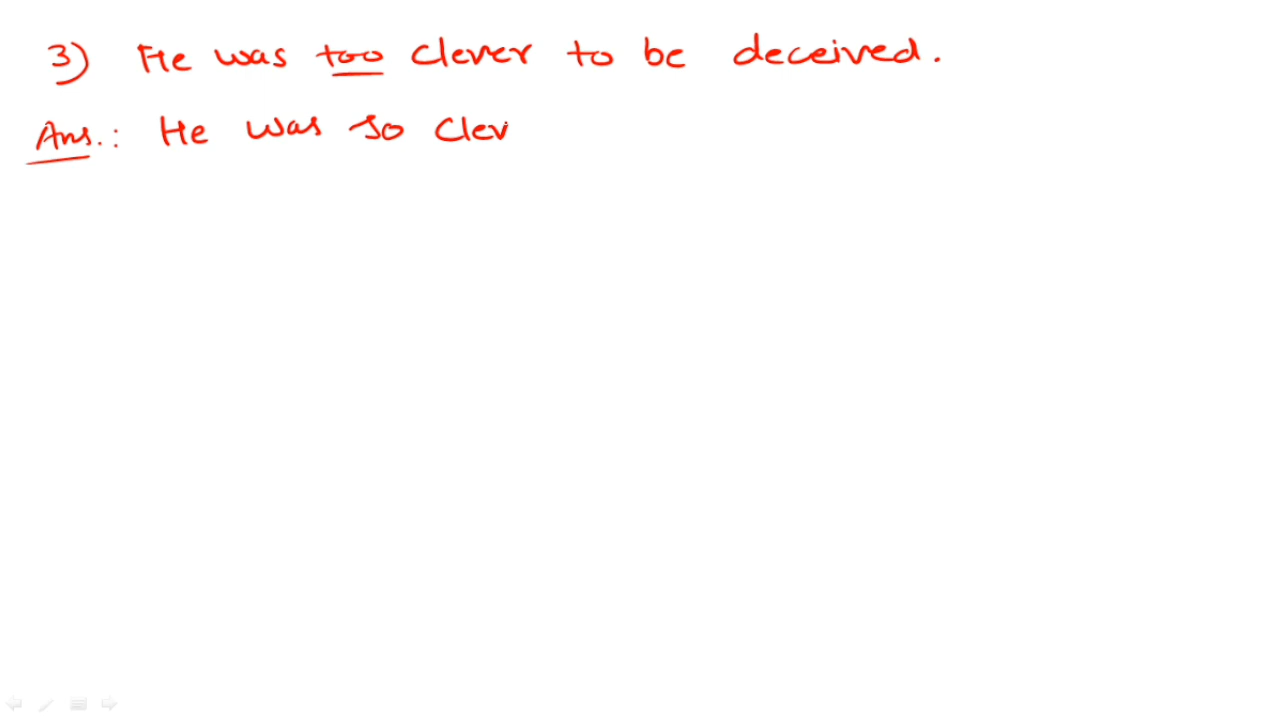 3) He was too clever to be deceived.
Ans.: He was so clev